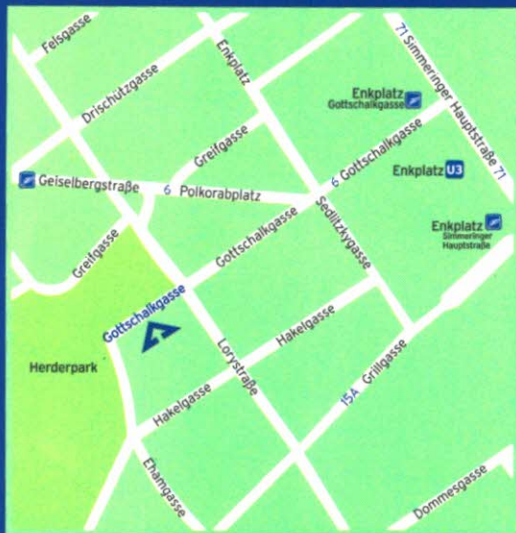 Felsgasse
Drischützgasse
Enkplatz
71 Simmeringer Hauptstraße 71
Enkplatz
Gottschalkgasse
Greifgasse
6 Gottschalkgasse
Enkplatz U3
Geiselbergstraße
6 Polkorabplatz
Sedlitzkygasse
Enkplatz
Simmeringer
Hauptstraße
Greifgasse
Gottschalkgasse
Gottschalkgasse
Herderpark
Lorystraße
Hakelgasse
Hakelgasse
15A Grillgasse
Ehamgasse
Dommesgasse